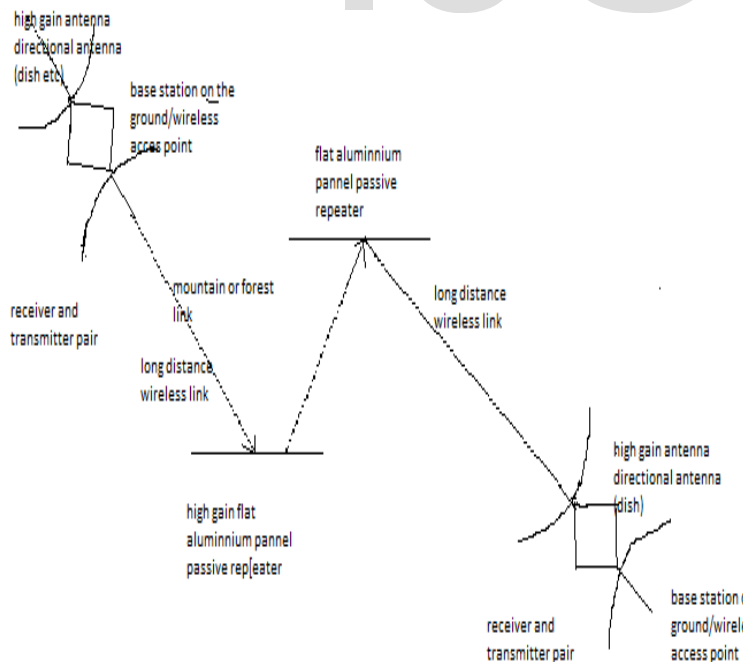 high gain antenna
directional antenna
(dish etc)
base station on the
ground/wireless
acces point
flat aluminnium
pannel passive
repeater
mountain or forest
link
long distance
wireless link
receiver and
transmitter pair
long distance
wireless link
high gain flat
aluminnium pannel
passive rep[eater
high gain antenna
directional antenna
(dish)
base station
ground/wirele
access point
receiver and
transmitter pair